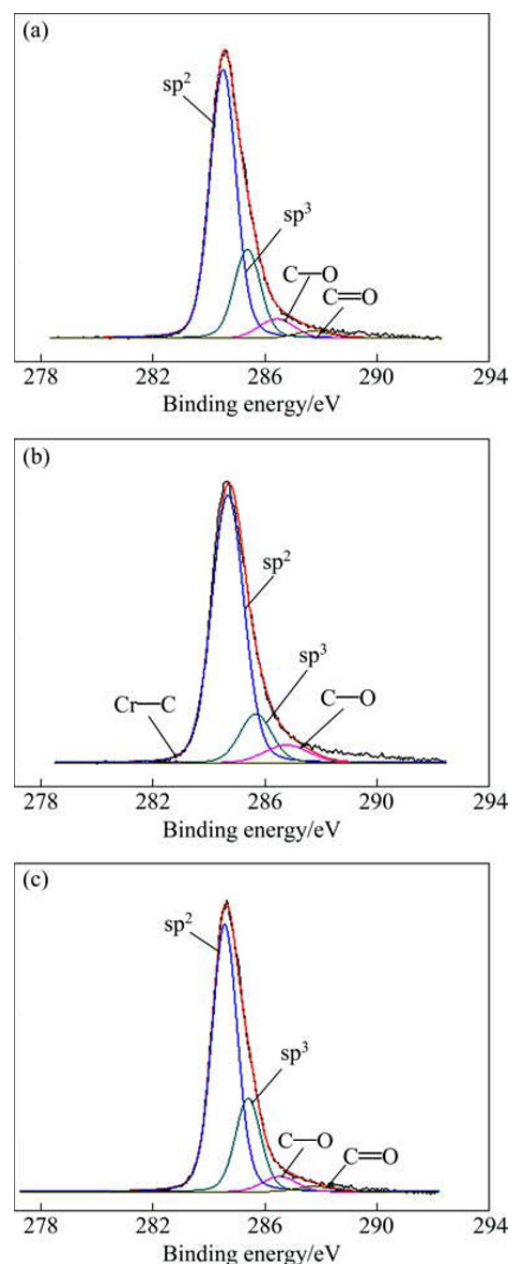 (a)
sp²
sp³
C—O
C=O
278 282 286 290 294
Binding energy/eV
(b)
sp²
sp³
Cr—C
C—O
278 282 286 290 294
Binding energy/eV
(c)
sp²
sp³
C—O
C=O
278 282 286 290 294
Binding energy/eV